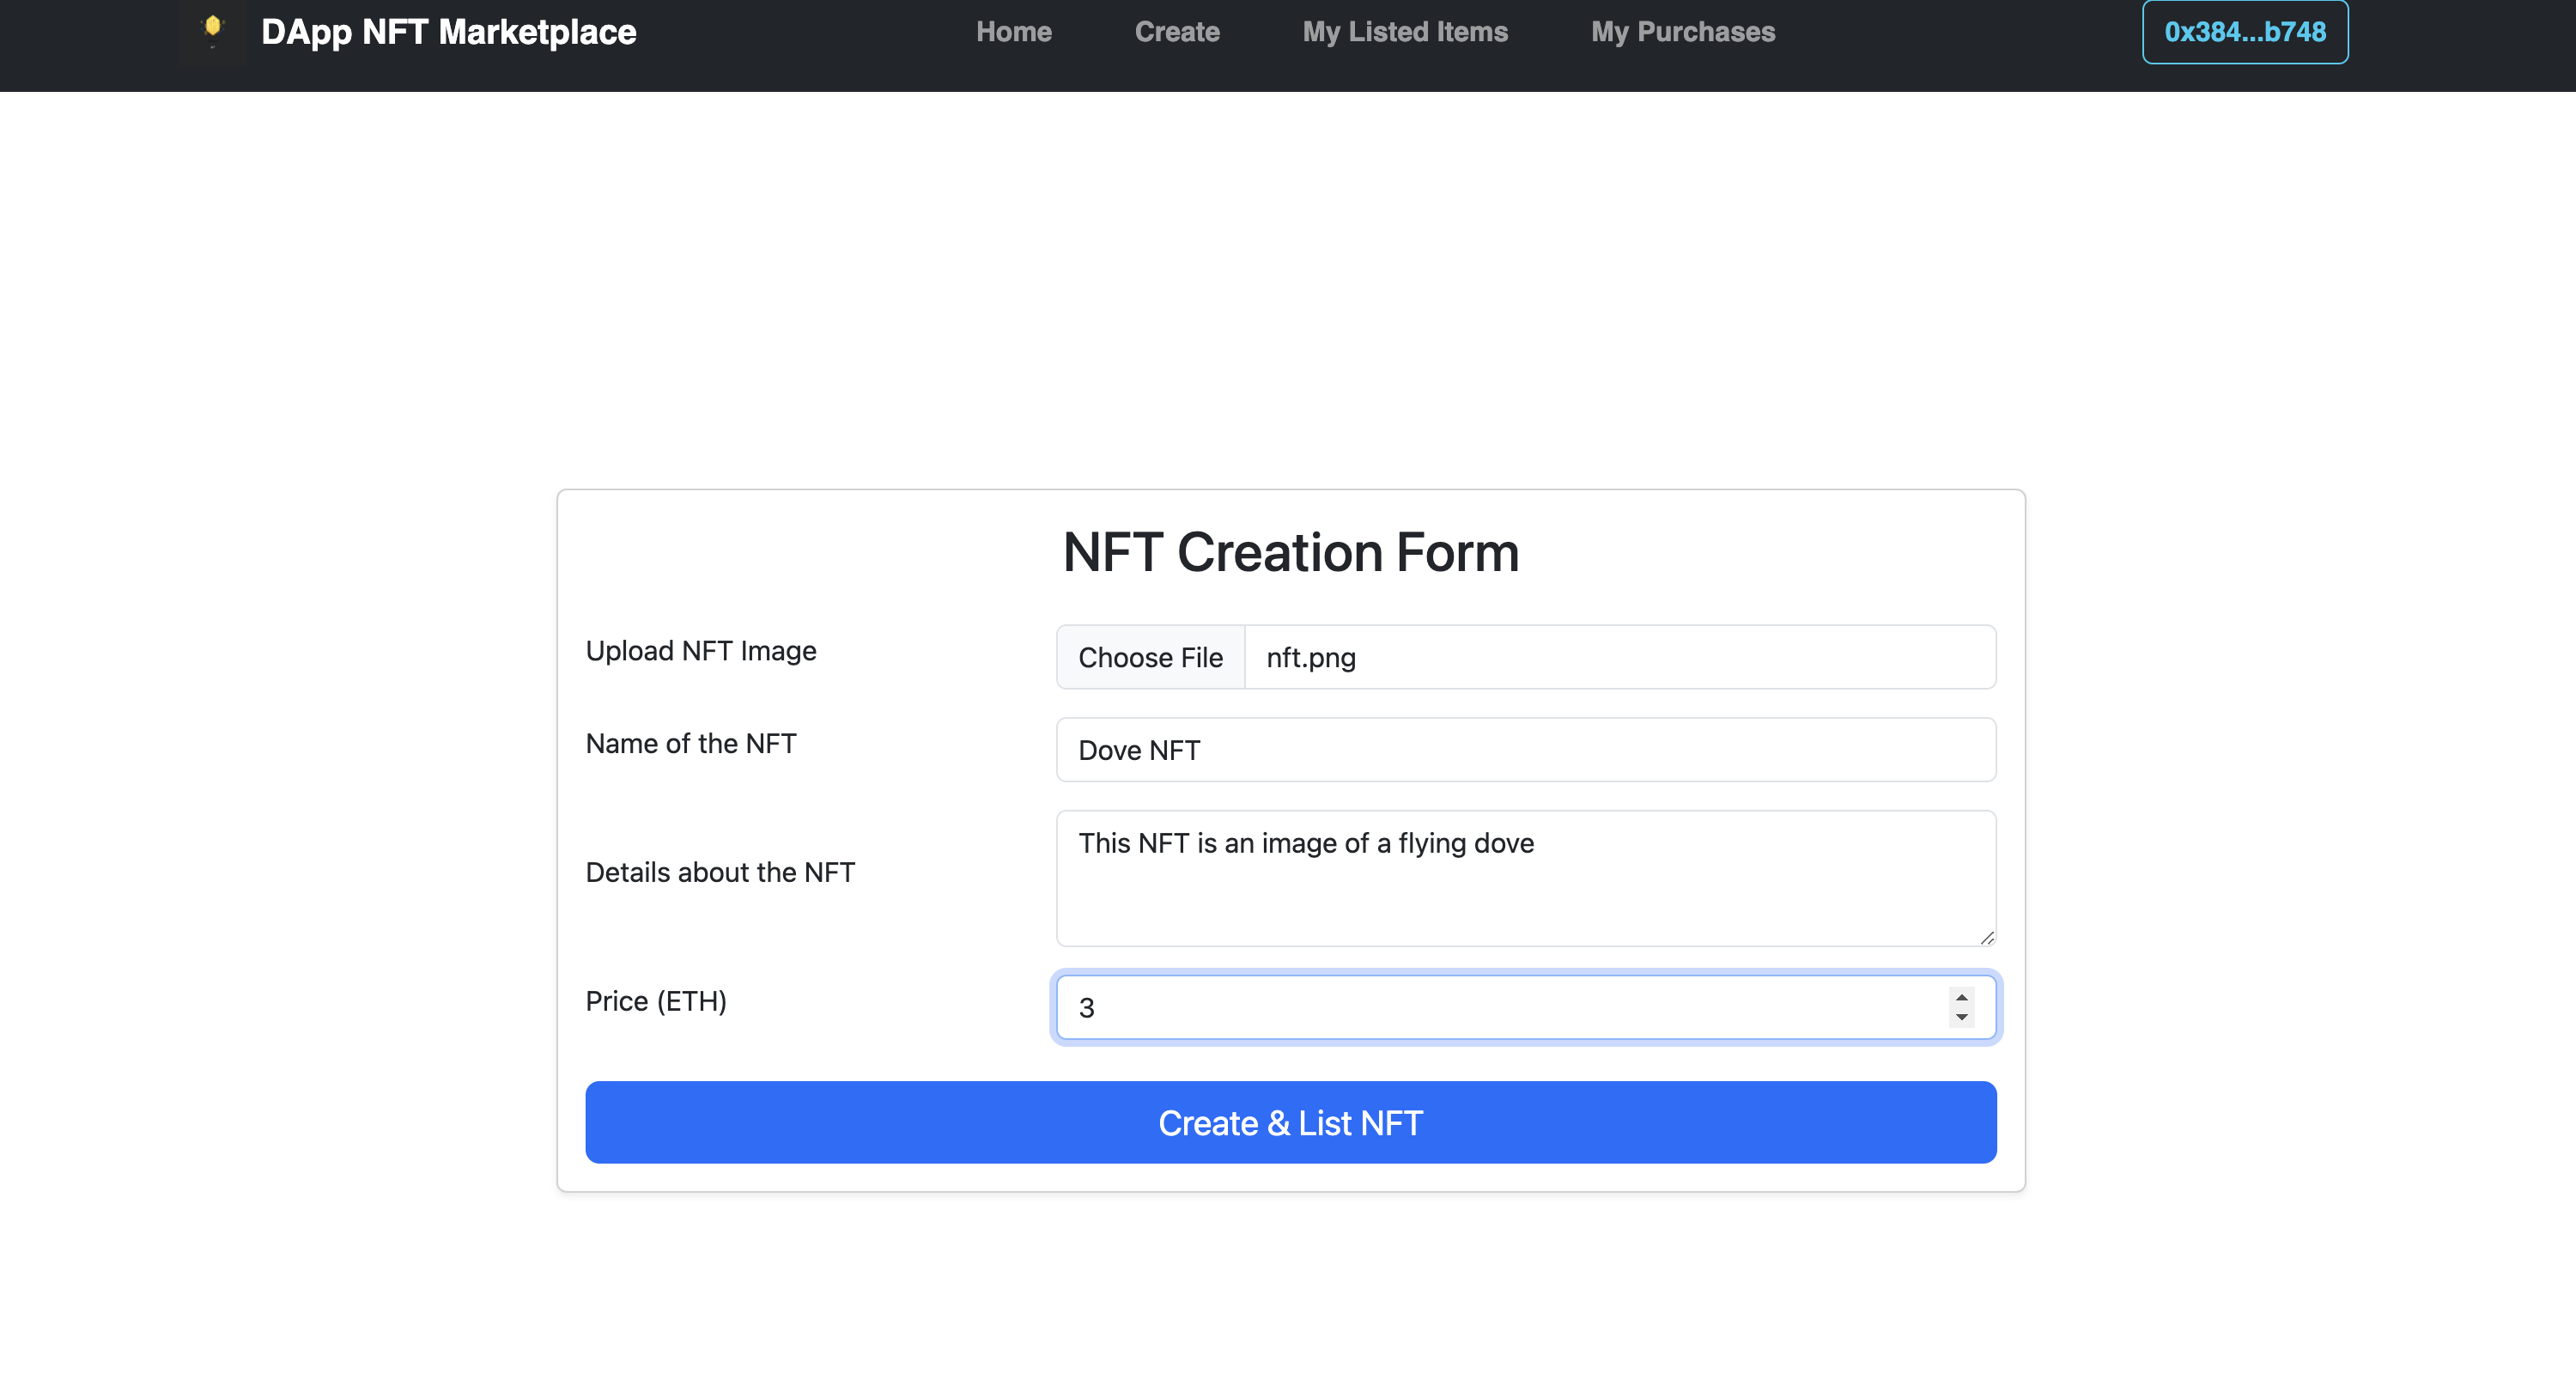 DApp NFT Marketplace
Home
Create
My Listed Items
My Purchases
0x384...b748
NFT Creation Form
Upload NFT Image
Choose File
nft.png
Name of the NFT
Dove NFT
Details about the NFT
This NFT is an image of a flying dove
Price (ETH)
3
Create & List NFT